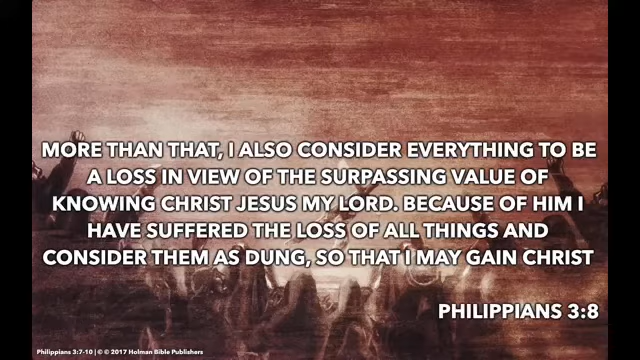 MORE THAN THAT, I ALSO CONSIDER EVERYTHING TO BE
A LOSS IN VIEW OF THE SURPASSING VALUE OF
KNOWING CHRIST JESUS MY LORD. BECAUSE OF HIM I
HAVE SUFFERED THE LOSS OF ALL THINGS AND
CONSIDER THEM AS DUNG, SO THAT I MAY GAIN CHRIST
PHILIPPIANS 3:8
Philippians 3:7-10 | © © 2017 Holman Bible Publishers